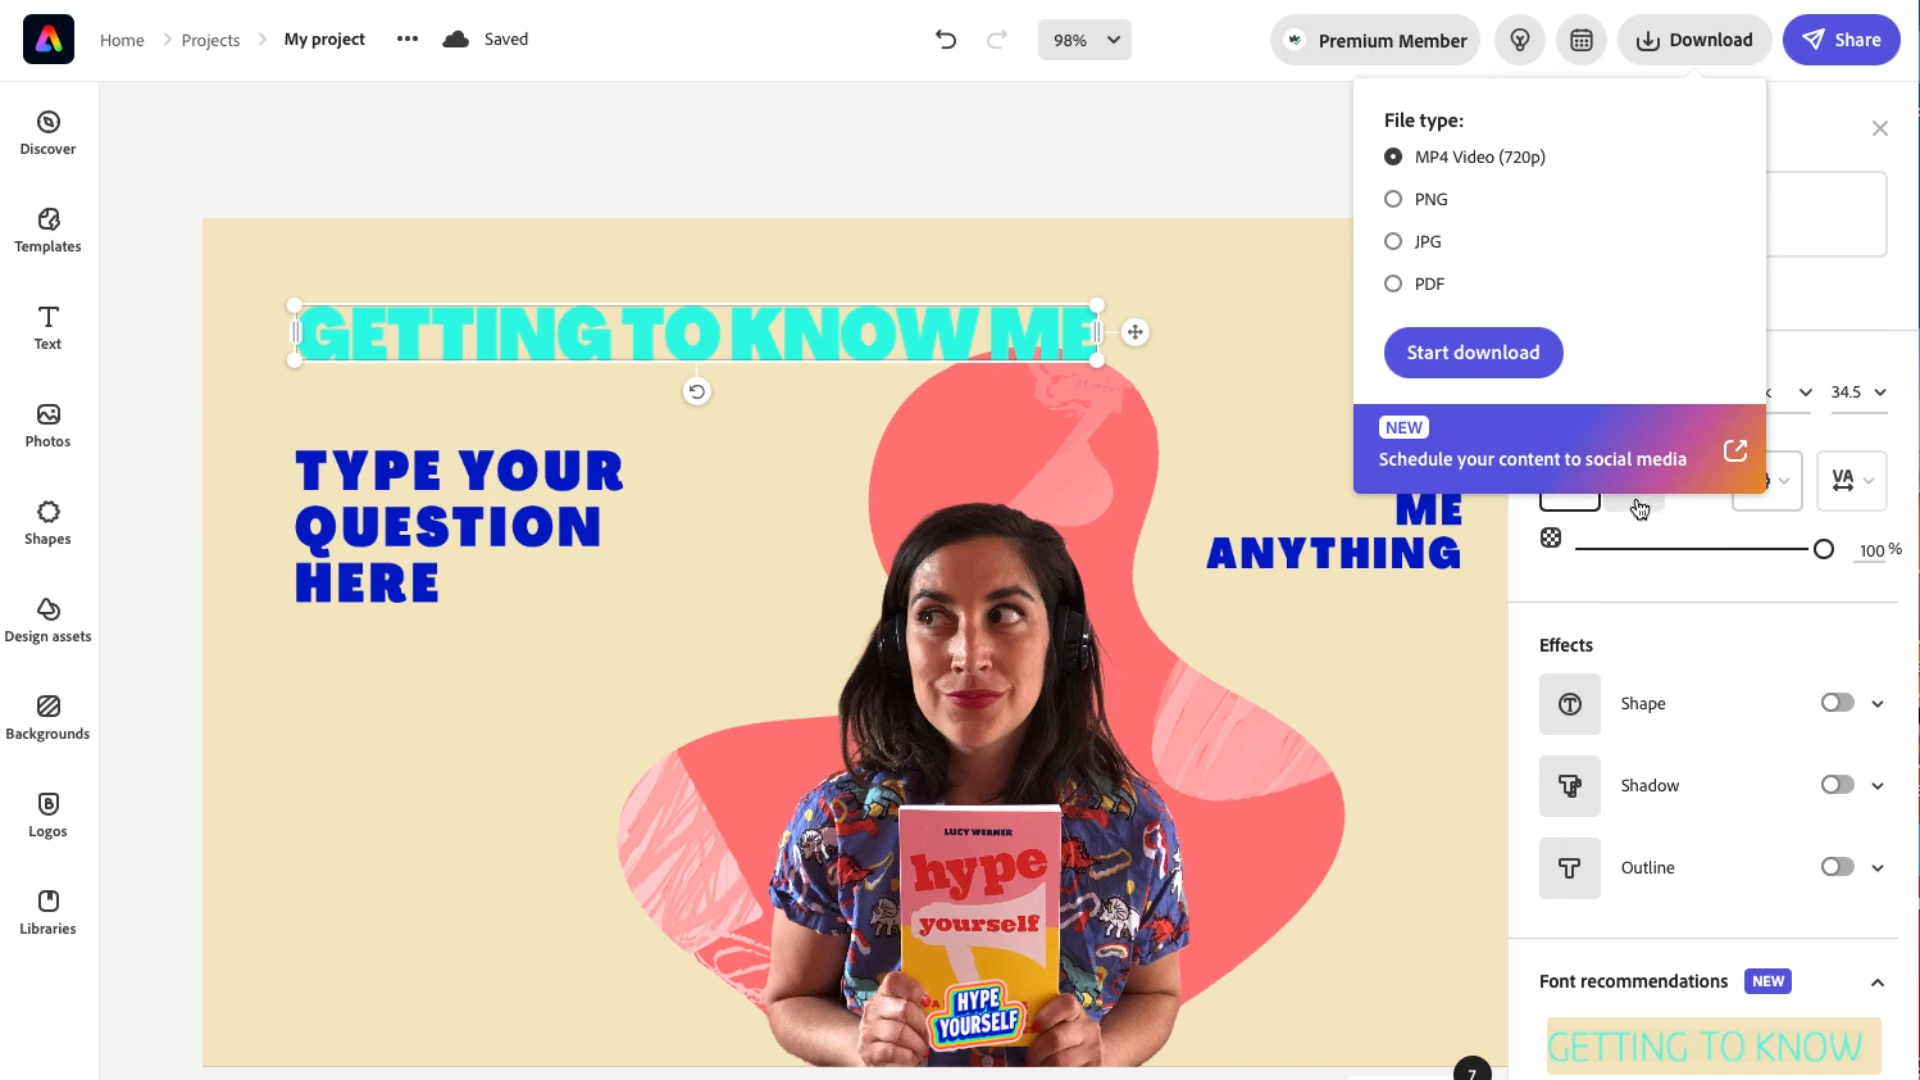 Home
Projects
My project
Saved
98%
Premium Member
Download
Share
Discover
Templates
Text
Photos
Shapes
Design assets
Backgrounds
Logos
Libraries
File type:
MP4 Video (720p)
PNG
JPG
PDF
Start download
NEW
Schedule your content to social media
GETTING TO KNOW ME
TYPE YOUR
QUESTION
HERE
ME
ANYTHING
LUCY WERNER
hype
yourself
HYPE
YOURSELF
34.5
VA
100 %
Effects
Shape
Shadow
Outline
Font recommendations
NEW
GETTING TO KNOW
7